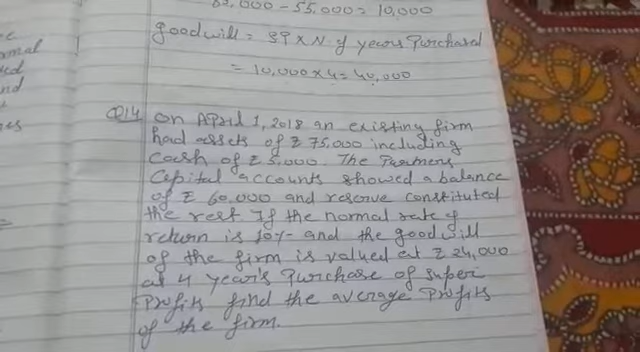 - 55.000 = 10,000
goodwill = SP x N of years Purchased
= 10,000 x 4 = 40,000
Q14 On April 1, 2018 an existing firm
had assets of ₹ 75,000 including
Cash of ₹ 5,000. The Partners
Capital accounts showed a balance
of ₹ 60,000 and reserve constituted
the rest If the normal rate of
return is 10% and the goodwill
of the firm is valued at ₹ 24,000
at 4 year's Purchase of super
Profits find the average Profits
of the firm.